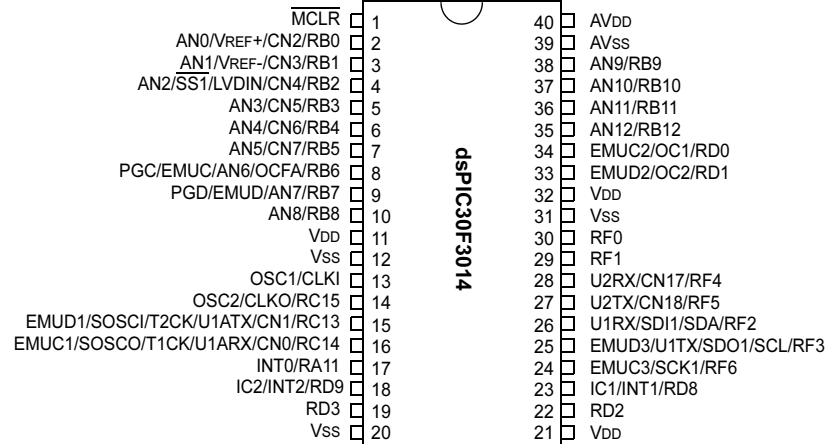 MCLR 1
AN0/VREF+/CN2/RB0 2
AN1/VREF-/CN3/RB1 3
AN2/SS1/LVDIN/CN4/RB2 4
AN3/CN5/RB3 5
AN4/CN6/RB4 6
AN5/CN7/RB5 7
PGC/EMUC/AN6/OCFA/RB6 8
PGD/EMUD/AN7/RB7 9
AN8/RB8 10
VDD 11
VSS 12
OSC1/CLKI 13
OSC2/CLKO/RC15 14
EMUD1/SOSCI/T2CK/U1ATX/CN1/RC13 15
EMUC1/SOSCO/T1CK/U1ARX/CN0/RC14 16
INT0/RA11 17
IC2/INT2/RD9 18
RD3 19
VSS 20
dsPIC30F3014
40 AVDD
39 AVSS
38 AN9/RB9
37 AN10/RB10
36 AN11/RB11
35 AN12/RB12
34 EMUC2/OC1/RD0
33 EMUD2/OC2/RD1
32 VDD
31 VSS
30 RF0
29 RF1
28 U2RX/CN17/RF4
27 U2TX/CN18/RF5
26 U1RX/SDI1/SDA/RF2
25 EMUD3/U1TX/SDO1/SCL/RF3
24 EMUC3/SCK1/RF6
23 IC1/INT1/RD8
22 RD2
21 VDD